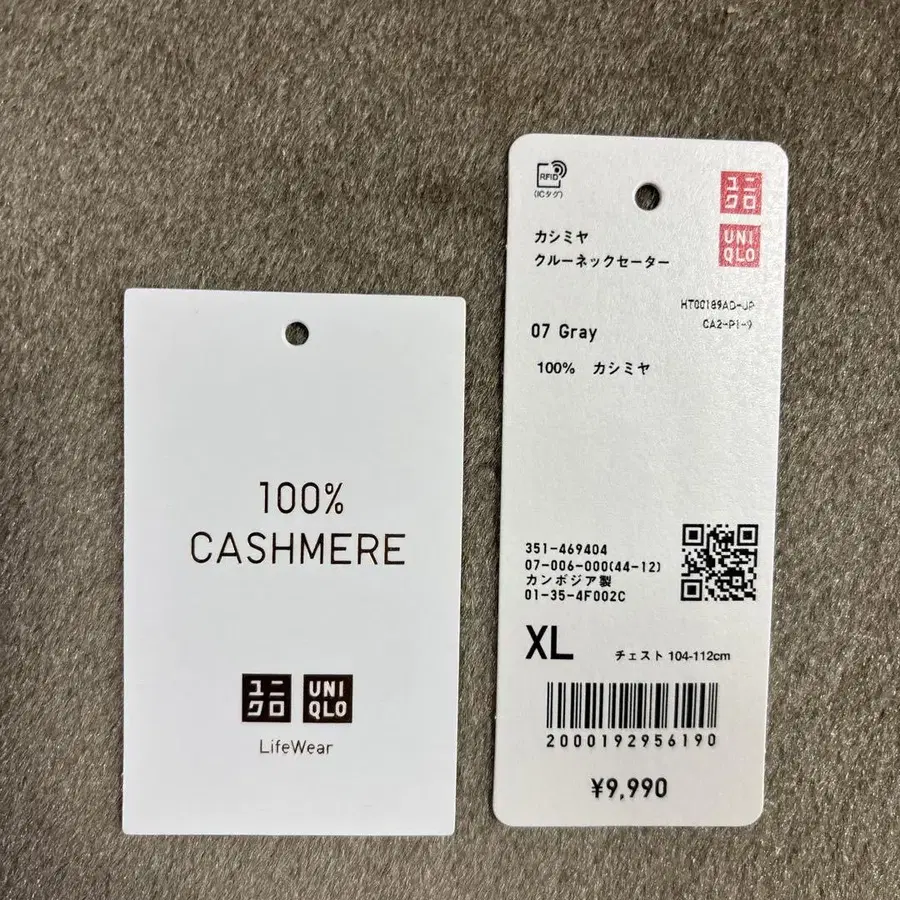 100%
CASHMERE
ユニ
クロ
UNI
QLO
LifeWear
RFID
(ICタグ)
ユニ
クロ
UNI
QLO
カシミヤ
クルーネックセーター
HT00189AD-JP
CA2-P1-9
07 Gray
100% カシミヤ
351-469404
07-006-000(44-12)
カンボジア製
01-35-4F002C
XL
チェスト 104-112cm
2000192956190
¥9,990